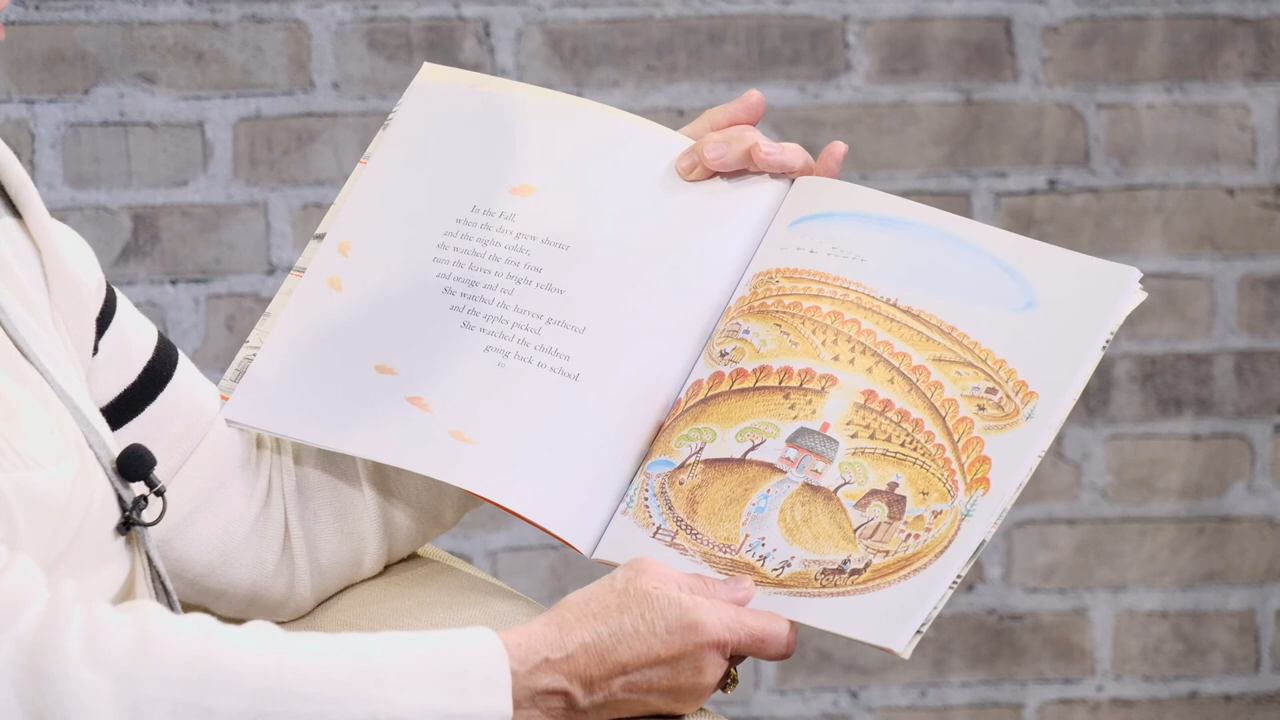 In the Fall,
when the days grew shorter
and the nights colder,
she watched the first frost
turn the leaves to bright yellow
and orange and red.
She watched the harvest gathered
and the apples picked.
She watched the children
going back to school.
10